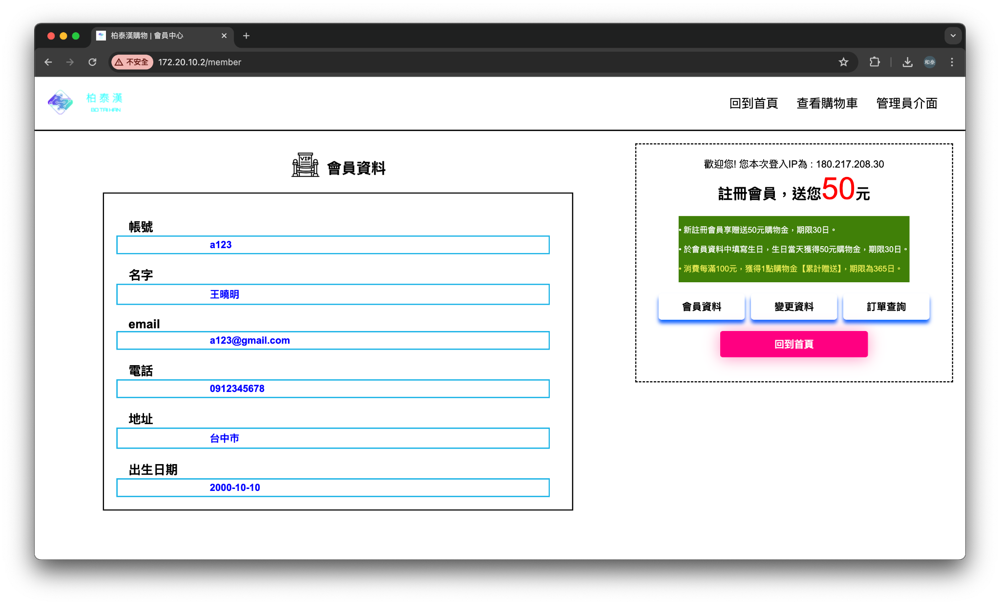 柏泰漢購物 | 會員中心
不安全 172.20.10.2/member
和泰
柏泰漢
BOTAIHAN
回到首頁 查看購物車 管理員介面
VIP 會員資料
帳號
a123
名字
王曉明
email
a123@gmail.com
電話
0912345678
地址
台中市
出生日期
2000-10-10
歡迎您! 您本次登入IP為 : 180.217.208.30
註冊會員，送您50元
• 新註冊會員享贈送50元購物金，期限30日。
• 於會員資料中填寫生日，生日當天獲得50元購物金，期限30日。
• 消費每滿100元，獲得1點購物金【累計贈送】，期限為365日。
會員資料 變更資料 訂單查詢
回到首頁